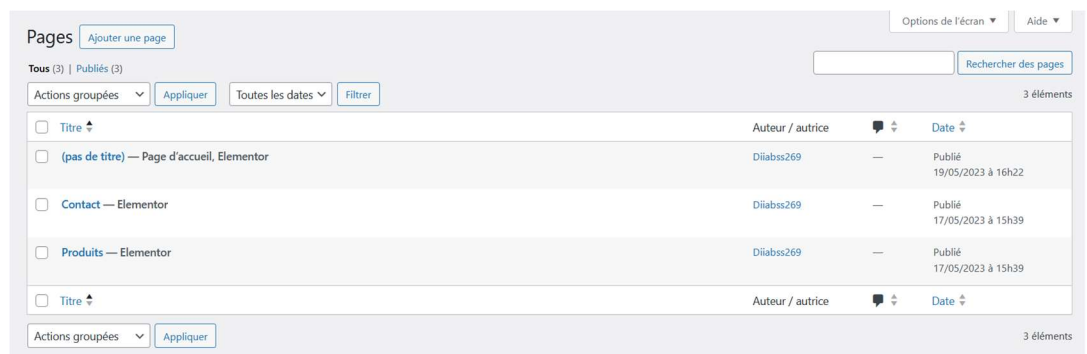 Options de l'écran ▼ Aide ▼
Pages Ajouter une page
Tous (3) | Publiés (3)
Rechercher des pages
Actions groupées Appliquer Toutes les dates Filtrer 3 éléments
Titre Auteur / autrice Date
(pas de titre) — Page d'accueil, Elementor Diiabss269 — Publié
19/05/2023 à 16h22
Contact — Elementor Diiabss269 — Publié
17/05/2023 à 15h39
Produits — Elementor Diiabss269 — Publié
17/05/2023 à 15h39
Titre Auteur / autrice Date
Actions groupées Appliquer 3 éléments